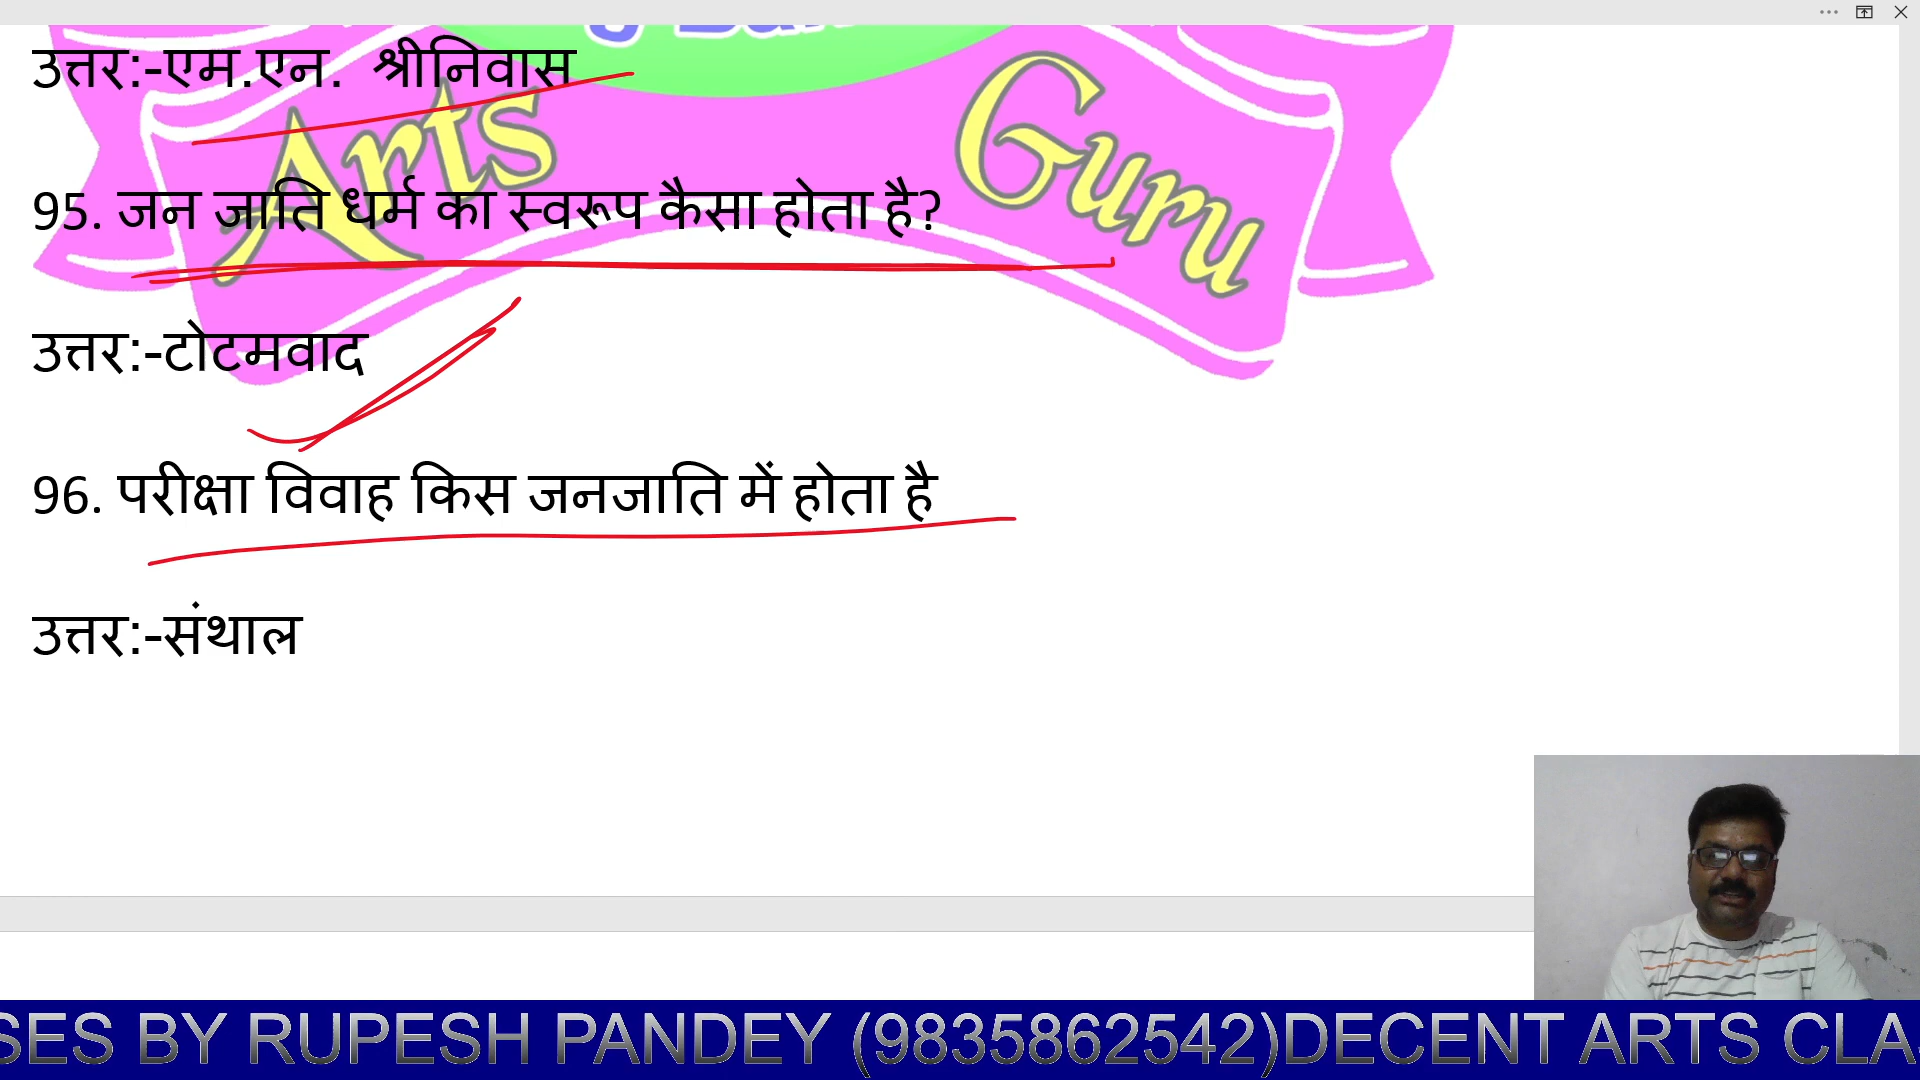 उत्तर:-एम.एन. श्रीनिवास
Arts Guru
95. जन जाति धर्म का स्वरूप कैसा होता है?
उत्तर:-टोटमवाद
96. परीक्षा विवाह किस जनजाति में होता है
उत्तर:-संथाल
SES BY RUPESH PANDEY (9835862542)DECENT ARTS CLA